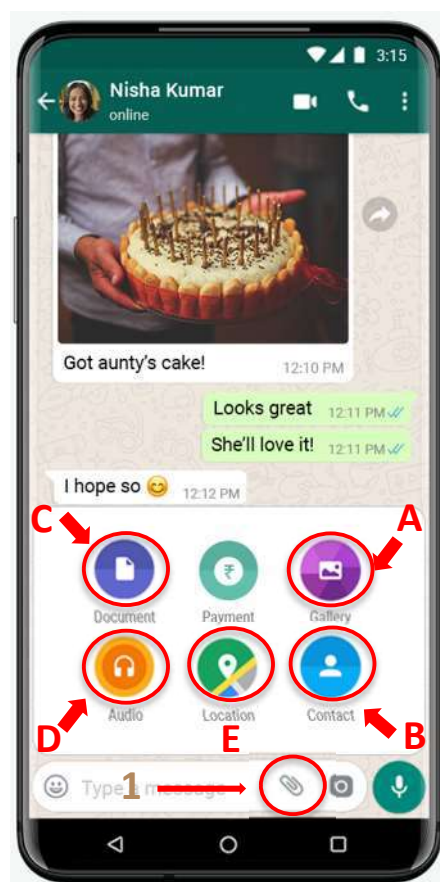 3:15
Nisha Kumar
online
Got aunty's cake!
12:10 PM
Looks great 12:11 PM
She'll love it! 12:11 PM
I hope so 12:12 PM
C
A
₹
Document Payment Gallery
Audio Location Contact
D E B
Type a message
1